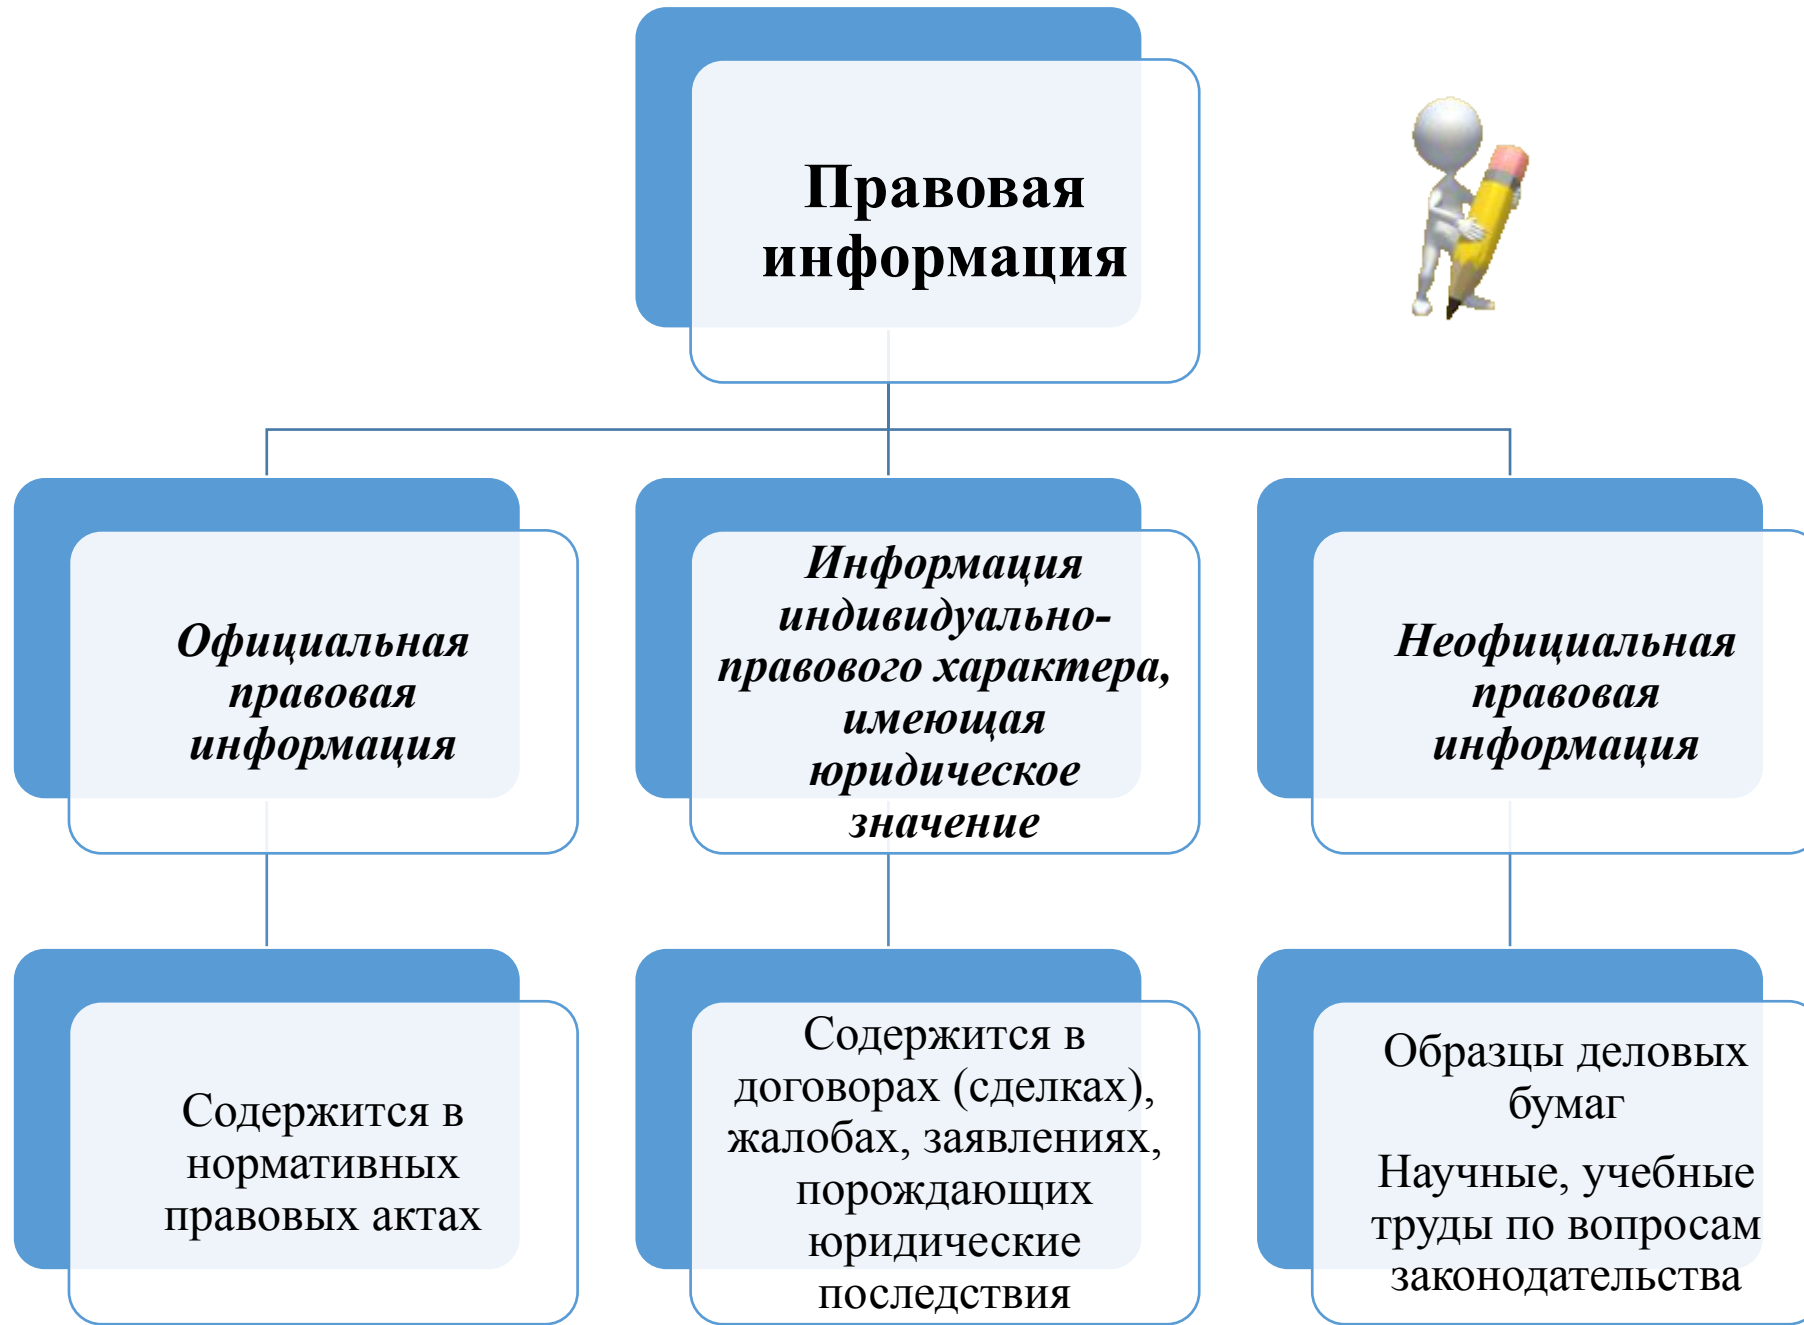 Правовая
информация
Официальная
правовая
информация
Информация
индивидуально-
правового характера,
имеющая
юридическое
значение
Неофициальная
правовая
информация
Содержится в
нормативных
правовых актах
Содержится в
договорах (сделках),
жалобах, заявлениях,
порождающих
юридические
последствия
Образцы деловых
бумаг
Научные, учебные
труды по вопросам
законодательства